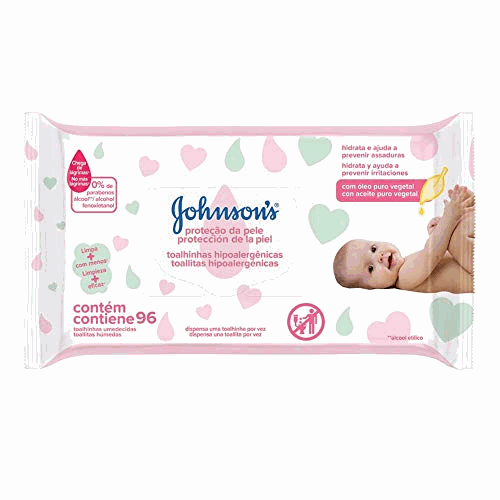 Chega de
lágrimas*
No más
lágrimas*
0% de
parabenos
álcool**/ alcohol
fenoxietanol
Limpa +
com menos
Limpieza +
eficaz
contém
contiene 96
toalhinhas umedecidas
toallitas húmedas
Johnson's®
proteção da pele
protección de la piel
toalhinhas hipoalergênicas
toallitas hipoalergénicas
dispensa uma toalhinha por vez
dispensa una toallita por vez
hidrata e ajuda a
prevenir assaduras
hidrata y ayuda a
prevenir irritaciones
com óleo puro vegetal
con aceite puro vegetal
**álcool etílico